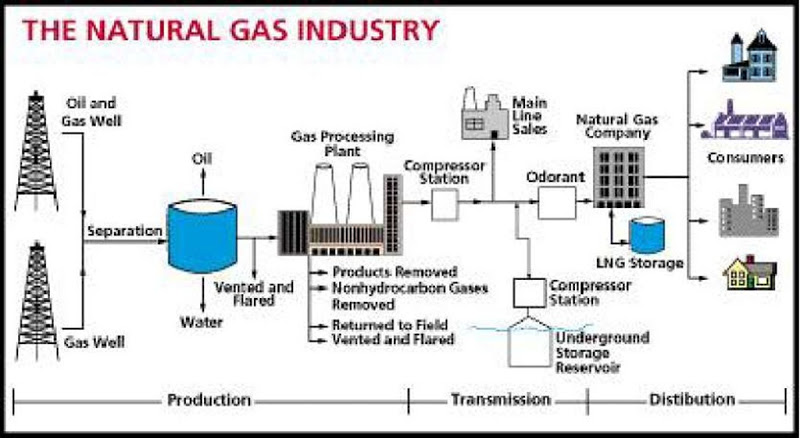 THE NATURAL GAS INDUSTRY
Oil and
Gas Well
Oil
Gas Processing
Plant
Compressor
Station
Main
Line
Sales
Odorant
Natural Gas
Company
Consumers
Separation
Vented and
Flared
Water
Gas Well
Products Removed
Nonhydrocarbon Gases
Removed
Returned to Field
Vented and Flared
LNG Storage
Compressor
Station
Underground
Storage
Reservoir
Production
Transmission
Distibution